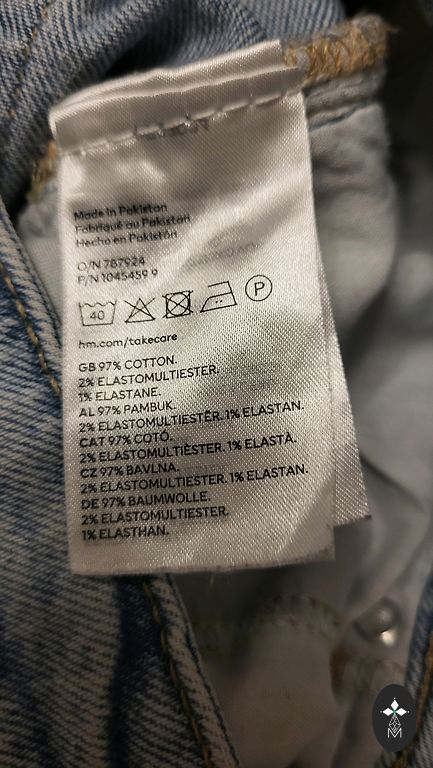 Made in Pakistan
Fabriqué au Pakistan
Hecho en Pakistán
O/N 787924
P/N 1045459 9
40 P
hm.com/takecare
GB 97% COTTON.
2% ELASTOMULTIESTER.
1% ELASTANE.
AL 97% PAMBUK.
2% ELASTOMULTIESTËR. 1% ELASTAN.
CAT 97% COTÓ.
2% ELASTOMULTIÈSTER. 1% ELASTÀ.
CZ 97% BAVLNA.
2% ELASTOMULTIESTER. 1% ELASTAN.
DE 97% BAUMWOLLE.
2% ELASTOMULTIESTER.
1% ELASTHAN.
M